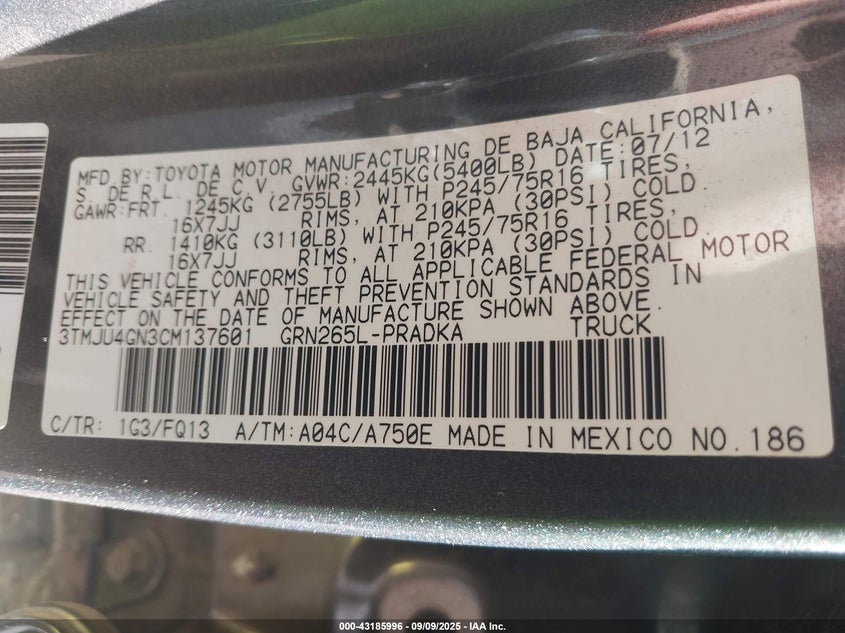 MFD. BY: TOYOTA MOTOR MANUFACTURING DE BAJA CALIFORNIA,
S. DE R.L. DE C.V. GVWR:2445KG(5400LB) DATE:07/12
GAWR:FRT. 1245KG (2755LB) WITH P245/75R16 TIRES,
16X7JJ RIMS, AT 210KPA (30PSI) COLD.
RR. 1410KG (3110LB) WITH P245/75R16 TIRES,
16X7JJ RIMS, AT 210KPA (30PSI) COLD.
THIS VEHICLE CONFORMS TO ALL APPLICABLE FEDERAL MOTOR
VEHICLE SAFETY AND THEFT PREVENTION STANDARDS IN
EFFECT ON THE DATE OF MANUFACTURE SHOWN ABOVE.
3TMJU4GN3CM137601 GRN265L-PRADKA TRUCK
C/TR: 1G3/FQ13 A/TM:A04C/A750E MADE IN MEXICO NO.186
000-43185996 - 09/09/2025 - IAA Inc.